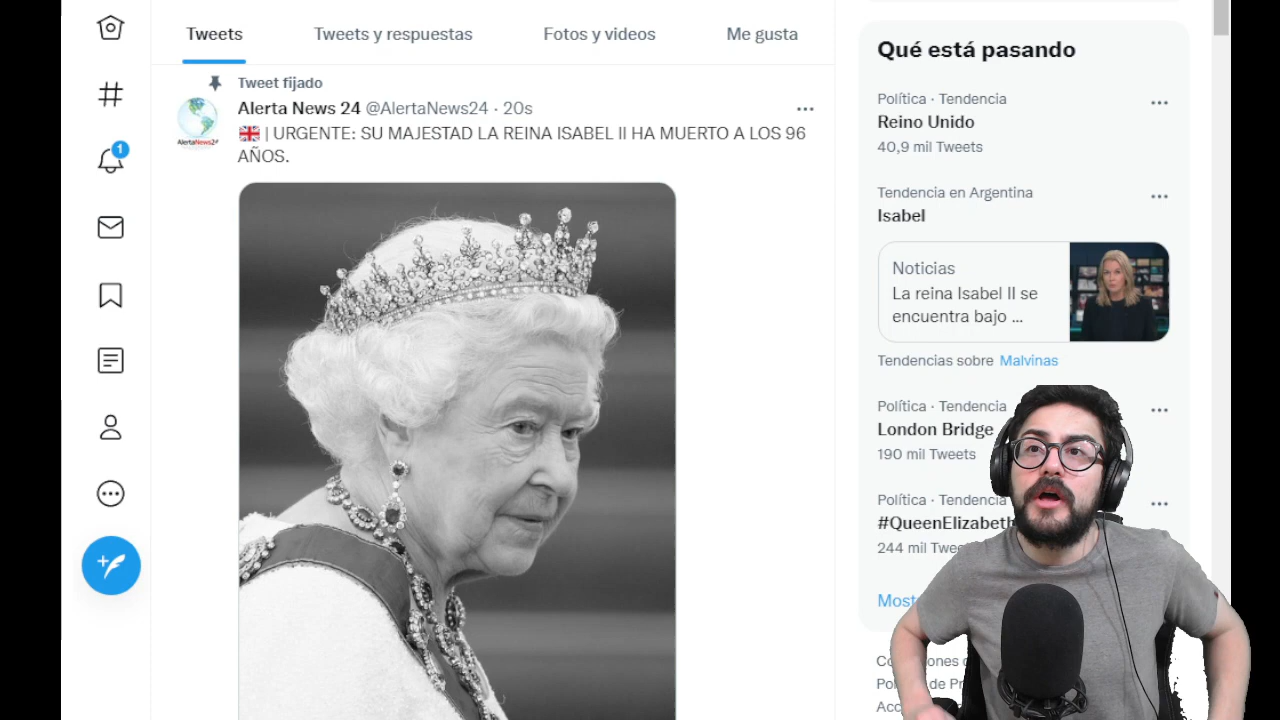 Tweets
Tweets y respuestas
Fotos y videos
Me gusta
Tweet fijado
Alerta News 24 @AlertaNews24 · 20s
| URGENTE: SU MAJESTAD LA REINA ISABEL II HA MUERTO A LOS 96
AÑOS.
AlertaNews24
1
Qué está pasando
Política · Tendencia
Reino Unido
40,9 mil Tweets
Tendencia en Argentina
Isabel
Noticias
La reina Isabel II se
encuentra bajo ...
Tendencias sobre Malvinas
Política · Tendencia
London Bridge
190 mil Tweets
Política · Tendencia
#QueenElizabeth
244 mil